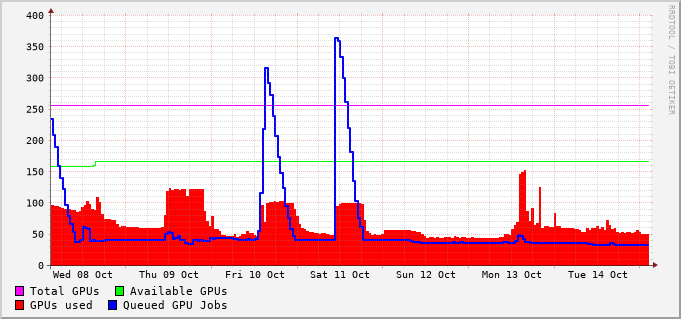 400
350
300
250
200
150
100
50
0
Wed 08 Oct Thu 09 Oct Fri 10 Oct Sat 11 Oct Sun 12 Oct Mon 13 Oct Tue 14 Oct
Total GPUs Available GPUs
GPUs used Queued GPU Jobs
RRDTOOL / TOBI OETIKER